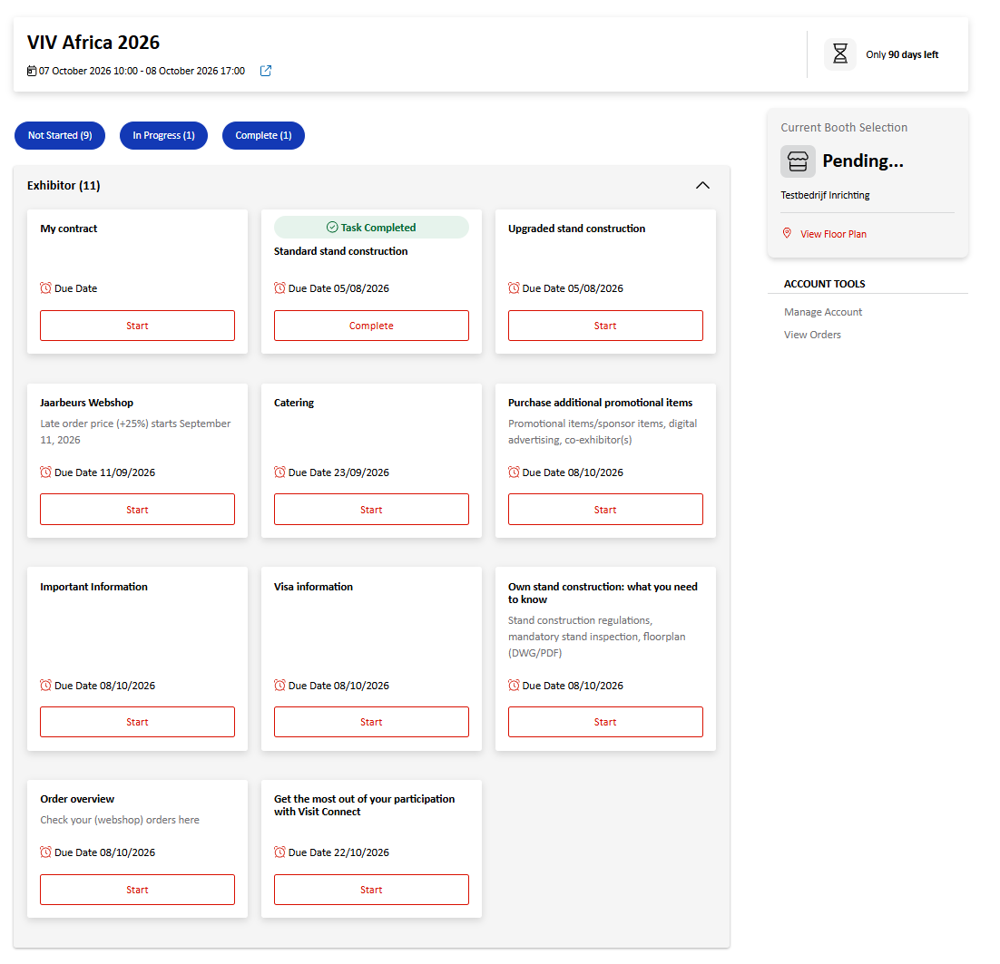 VIV Africa 2026
07 October 2026 10:00 - 08 October 2026 17:00
Only 90 days left
Not Started (9)
In Progress (1)
Complete (1)
Current Booth Selection
Pending...
Testbedrijf Inrichting
View Floor Plan
ACCOUNT TOOLS
Manage Account
View Orders
Exhibitor (11)
My contract
Due Date
Start
Task Completed
Standard stand construction
Due Date 05/08/2026
Complete
Upgraded stand construction
Due Date 05/08/2026
Start
Jaarbeurs Webshop
Late order price (+25%) starts September
11, 2026
Due Date 11/09/2026
Start
Catering
Due Date 23/09/2026
Start
Purchase additional promotional items
Promotional items/sponsor items, digital
advertising, co-exhibitor(s)
Due Date 08/10/2026
Start
Important Information
Due Date 08/10/2026
Start
Visa information
Due Date 08/10/2026
Start
Own stand construction: what you need
to know
Stand construction regulations,
mandatory stand inspection, floorplan
(DWG/PDF)
Due Date 08/10/2026
Start
Order overview
Check your (webshop) orders here
Due Date 08/10/2026
Start
Get the most out of your participation
with Visit Connect
Due Date 22/10/2026
Start